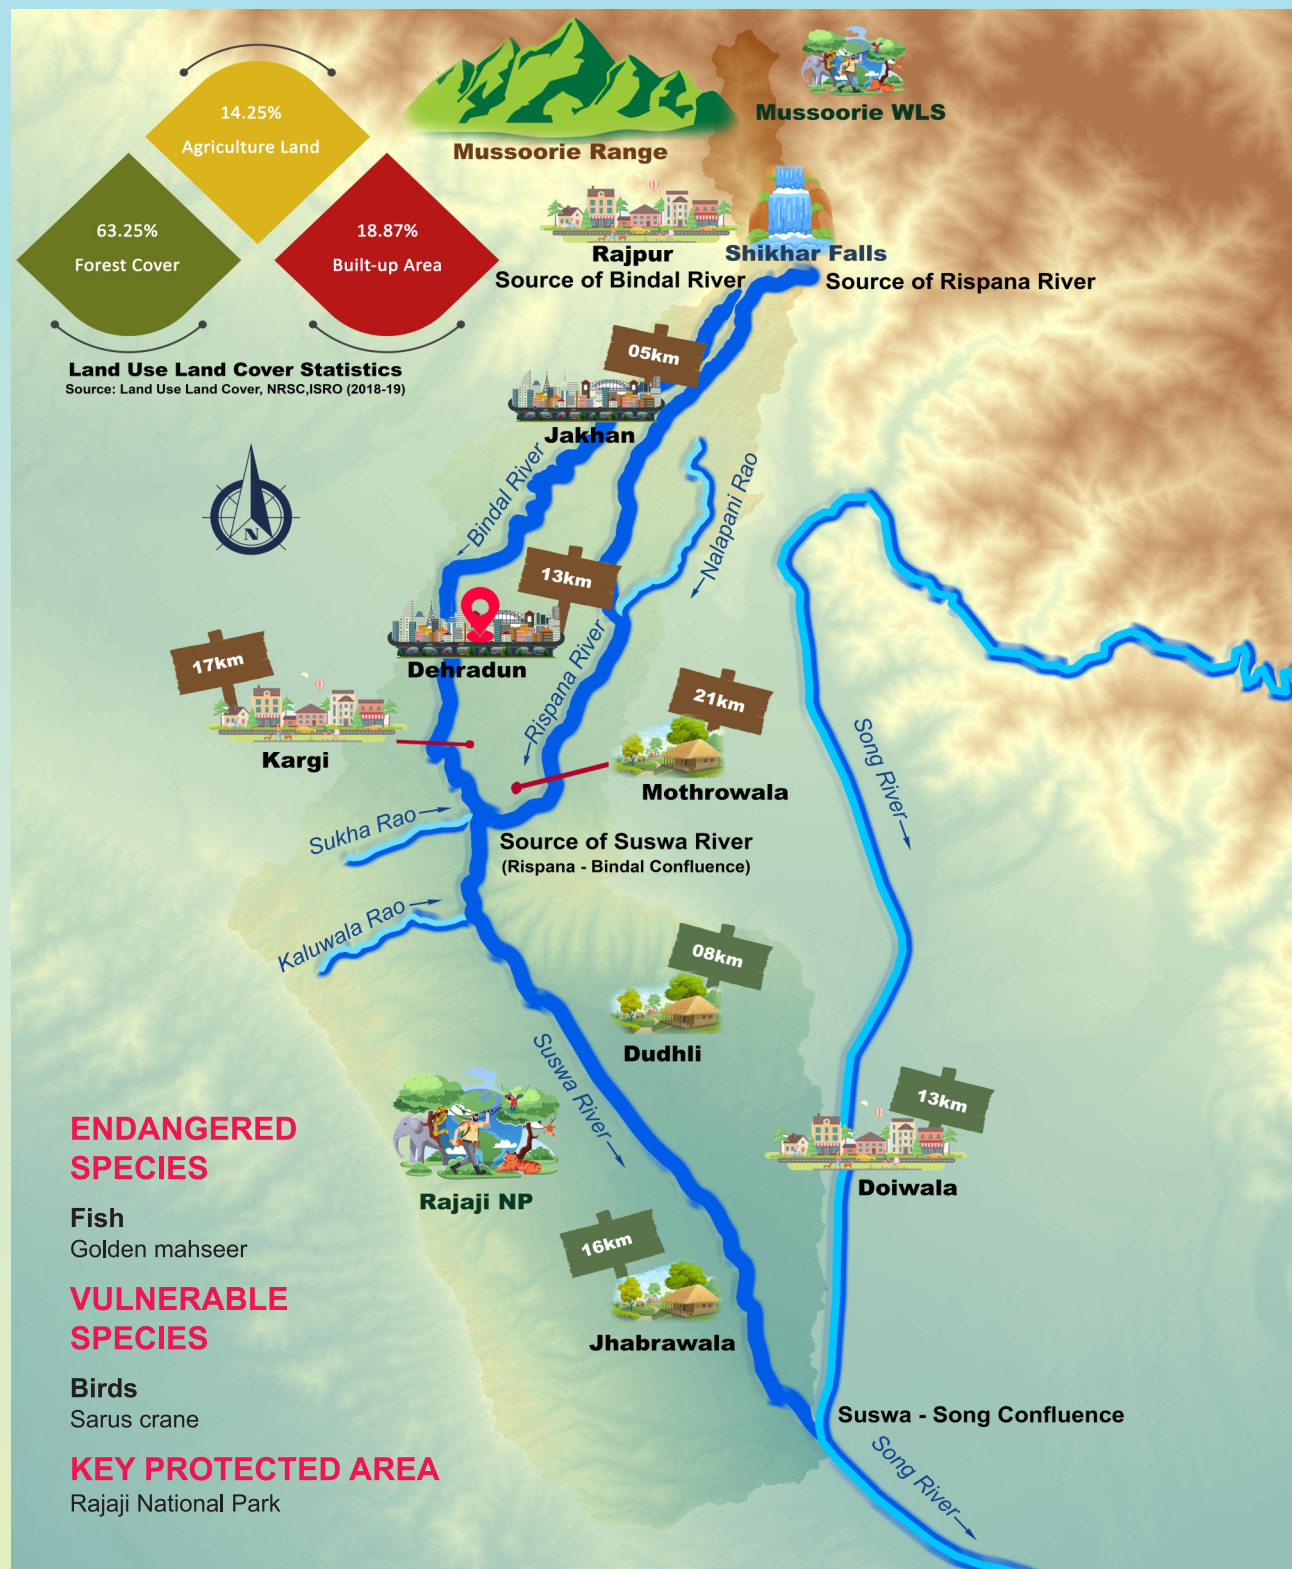 14.25%
Agriculture Land
63.25%
Forest Cover
18.87%
Built-up Area
Land Use Land Cover Statistics
Source: Land Use Land Cover, NRSC,ISRO (2018-19)
Mussoorie Range
Mussoorie WLS
Rajpur
Source of Bindal River
Shikhar Falls
Source of Rispana River
05km
Jakhan
Bindal River
Nalapani Rao
N
13km
Dehradun
Rispana River
17km
Kargi
21km
Mothrowala
Song River
Sukha Rao
Source of Suswa River
(Rispana - Bindal Confluence)
Kaluwala Rao
08km
Dudhli
Suswa River
Rajaji NP
13km
Doiwala
16km
Jhabrawala
Suswa - Song Confluence
Song River
ENDANGERED
SPECIES
Fish
Golden mahseer
VULNERABLE
SPECIES
Birds
Sarus crane
KEY PROTECTED AREA
Rajaji National Park